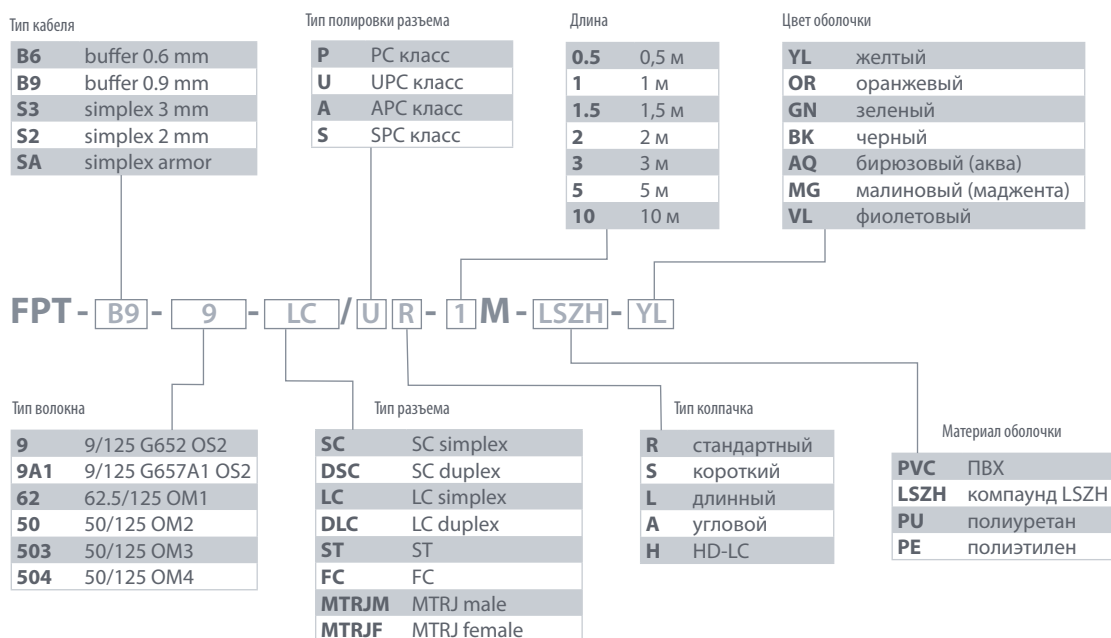 Тип кабеля
B6 buffer 0.6 mm
B9 buffer 0.9 mm
S3 simplex 3 mm
S2 simplex 2 mm
SA simplex armor
Тип полировки разъема
P PC класс
U UPC класс
A APC класс
S SPC класс
Длина
0.5 0,5 м
1 1 м
1.5 1,5 м
2 2 м
3 3 м
5 5 м
10 10 м
Цвет оболочки
YL желтый
OR оранжевый
GN зеленый
BK черный
AQ бирюзовый (аква)
MG малиновый (маджента)
VL фиолетовый
FPT - B9 - 9 - LC / U R - 1 M - LSZH - YL
Тип волокна
9 9/125 G652 OS2
9A1 9/125 G657A1 OS2
62 62.5/125 OM1
50 50/125 OM2
503 50/125 OM3
504 50/125 OM4
Тип разъема
SC SC simplex
DSC SC duplex
LC LC simplex
DLC LC duplex
ST ST
FC FC
MTRJM MTRJ male
MTRJF MTRJ female
Тип колпачка
R стандартный
S короткий
L длинный
A угловой
H HD-LC
Материал оболочки
PVC ПВХ
LSZH компаунд LSZH
PU полиуретан
PE полиэтилен